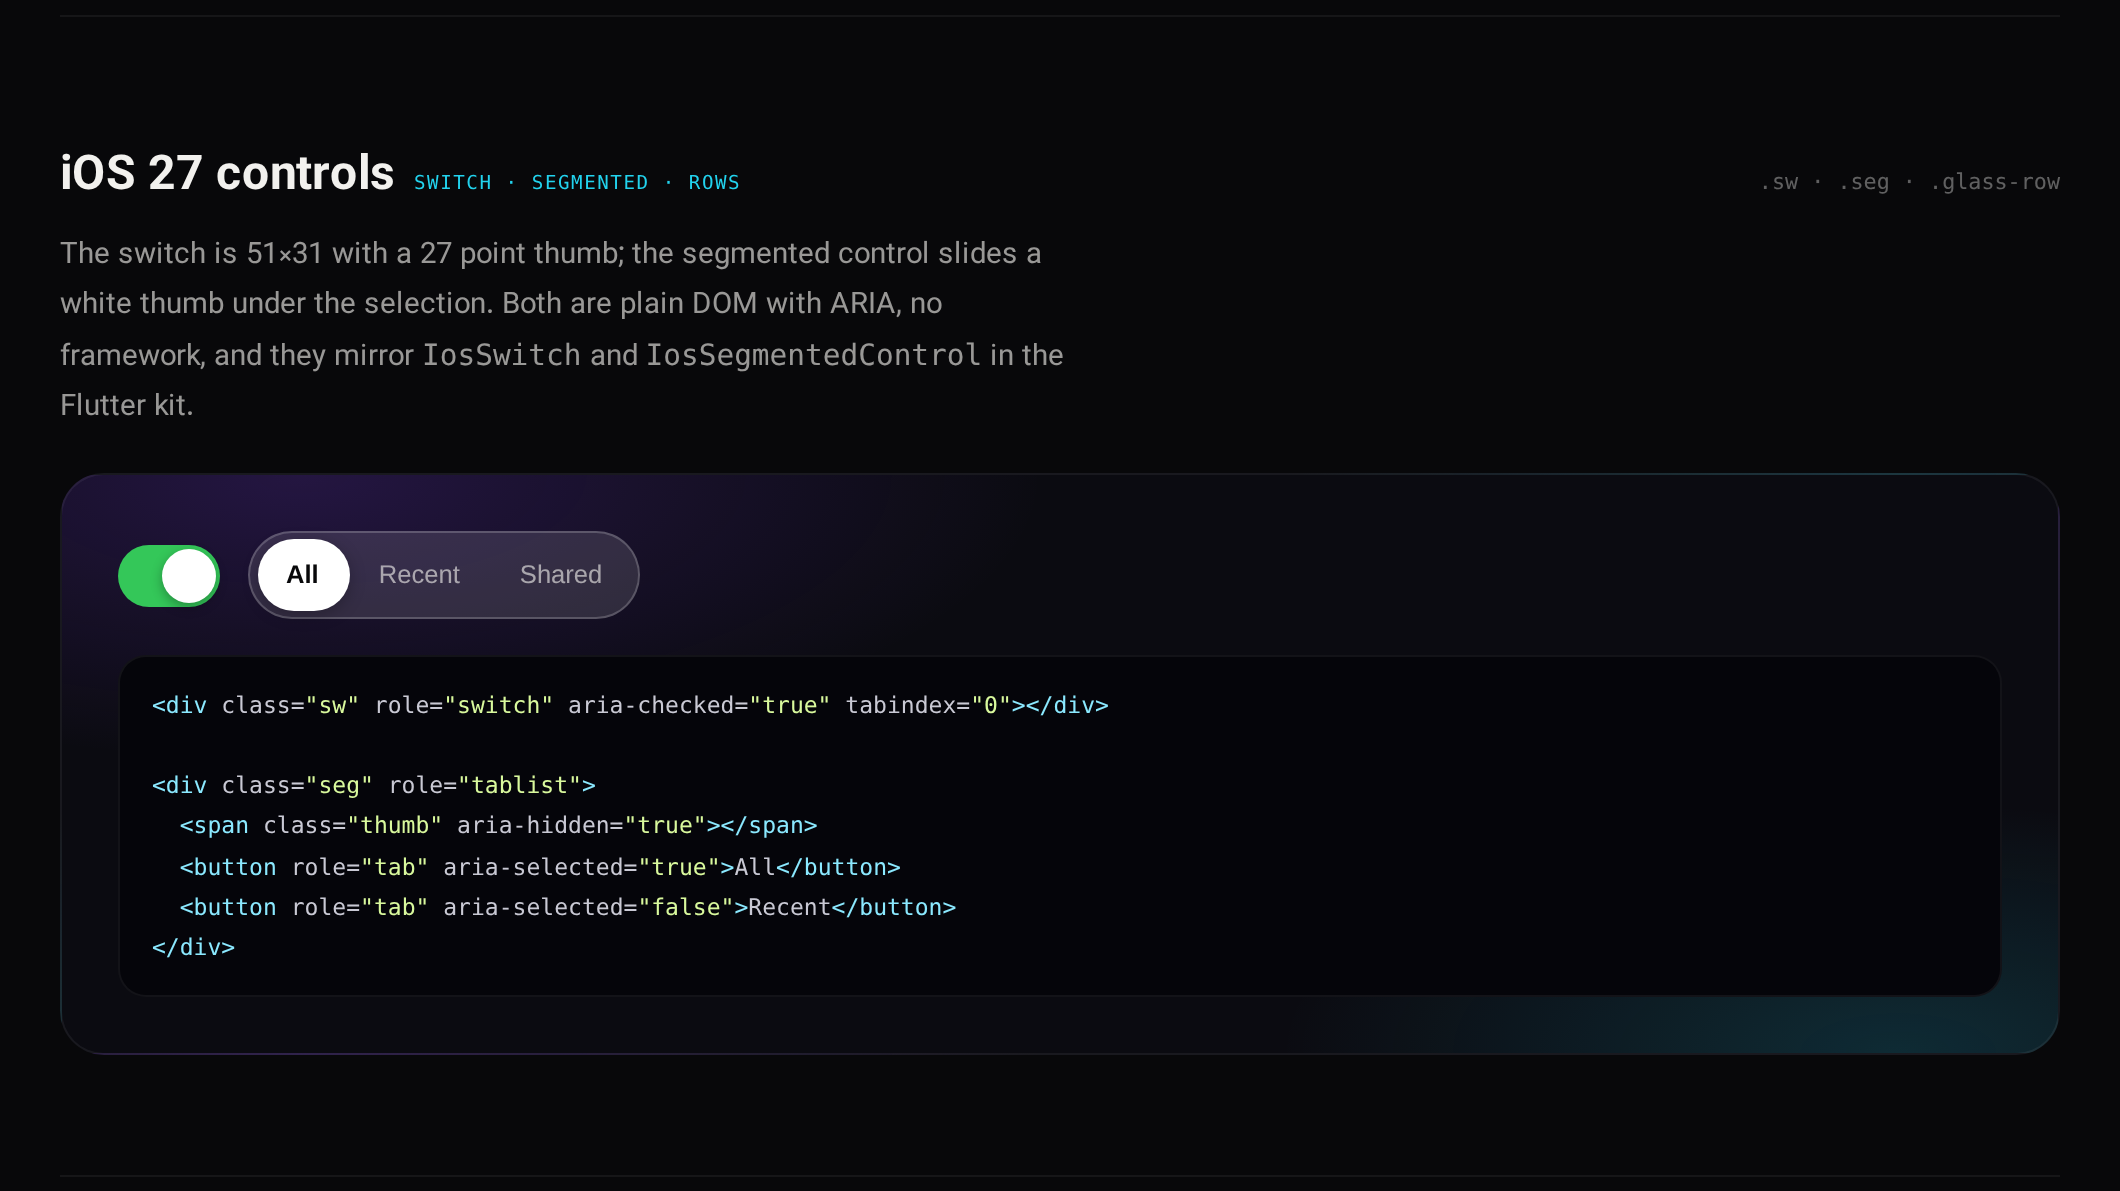 iOS 27 controls SWITCH · SEGMENTED · ROWS .sw · .seg · .glass-row
The switch is 51×31 with a 27 point thumb; the segmented control slides a
white thumb under the selection. Both are plain DOM with ARIA, no
framework, and they mirror IosSwitch and IosSegmentedControl in the
Flutter kit.
All Recent Shared
<div class="sw" role="switch" aria-checked="true" tabindex="0"></div>
<div class="seg" role="tablist">
  <span class="thumb" aria-hidden="true"></span>
  <button role="tab" aria-selected="true">All</button>
  <button role="tab" aria-selected="false">Recent</button>
</div>